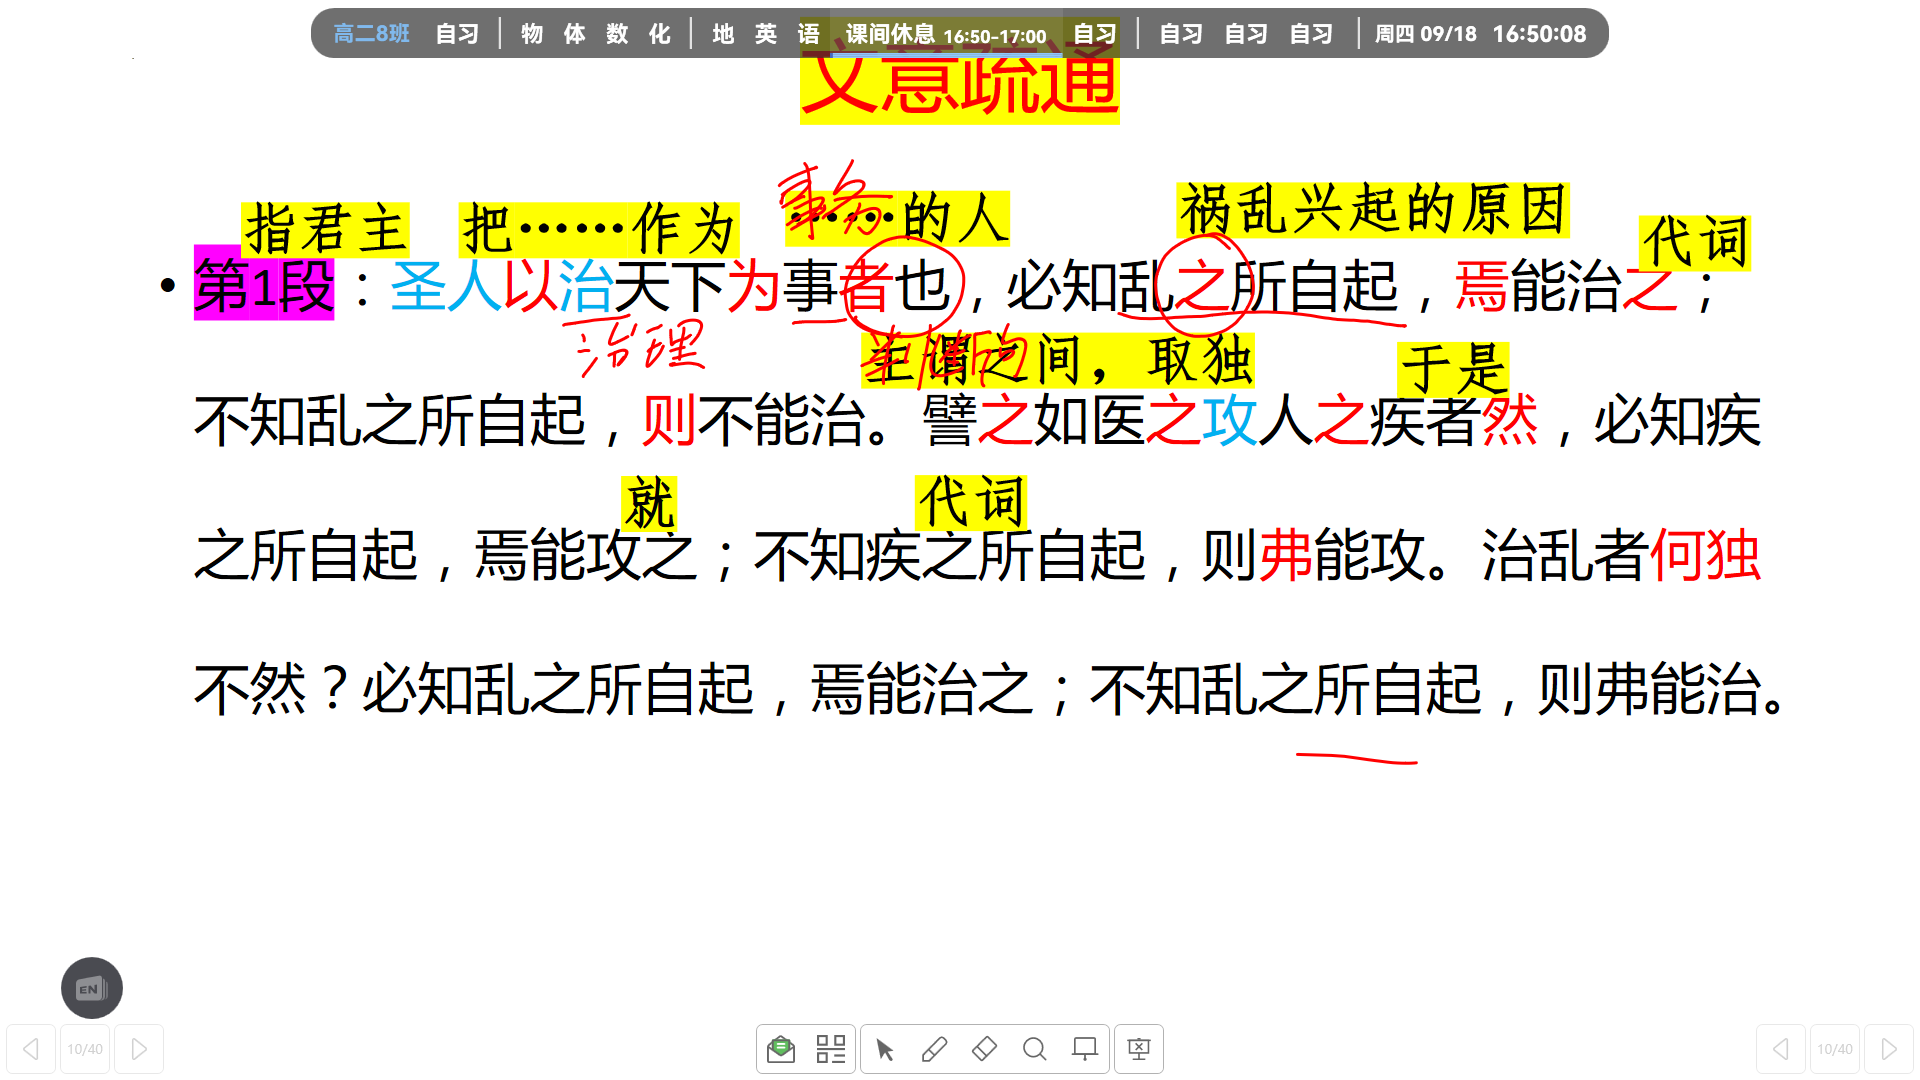 高二8班 自习 | 物 体 数 化 | 地 英 语 课间休息 16:50-17:00 自习 | 自习 自习 自习 | 周四 09/18 16:50:08
文意疏通
事务
指君主 把……作为 ……的人 祸乱兴起的原因 代词
• 第1段：圣人以治天下为事者也，必知乱之所自起，焉能治之；
治理
主谓之间，取独 于是
不知乱之所自起，则不能治。譬之如医之攻人之疾者然，必知疾
就 代词
之所自起，焉能攻之；不知疾之所自起，则弗能攻。治乱者何独
不然？必知乱之所自起，焉能治之；不知乱之所自起，则弗能治。
EN
10/40 10/40